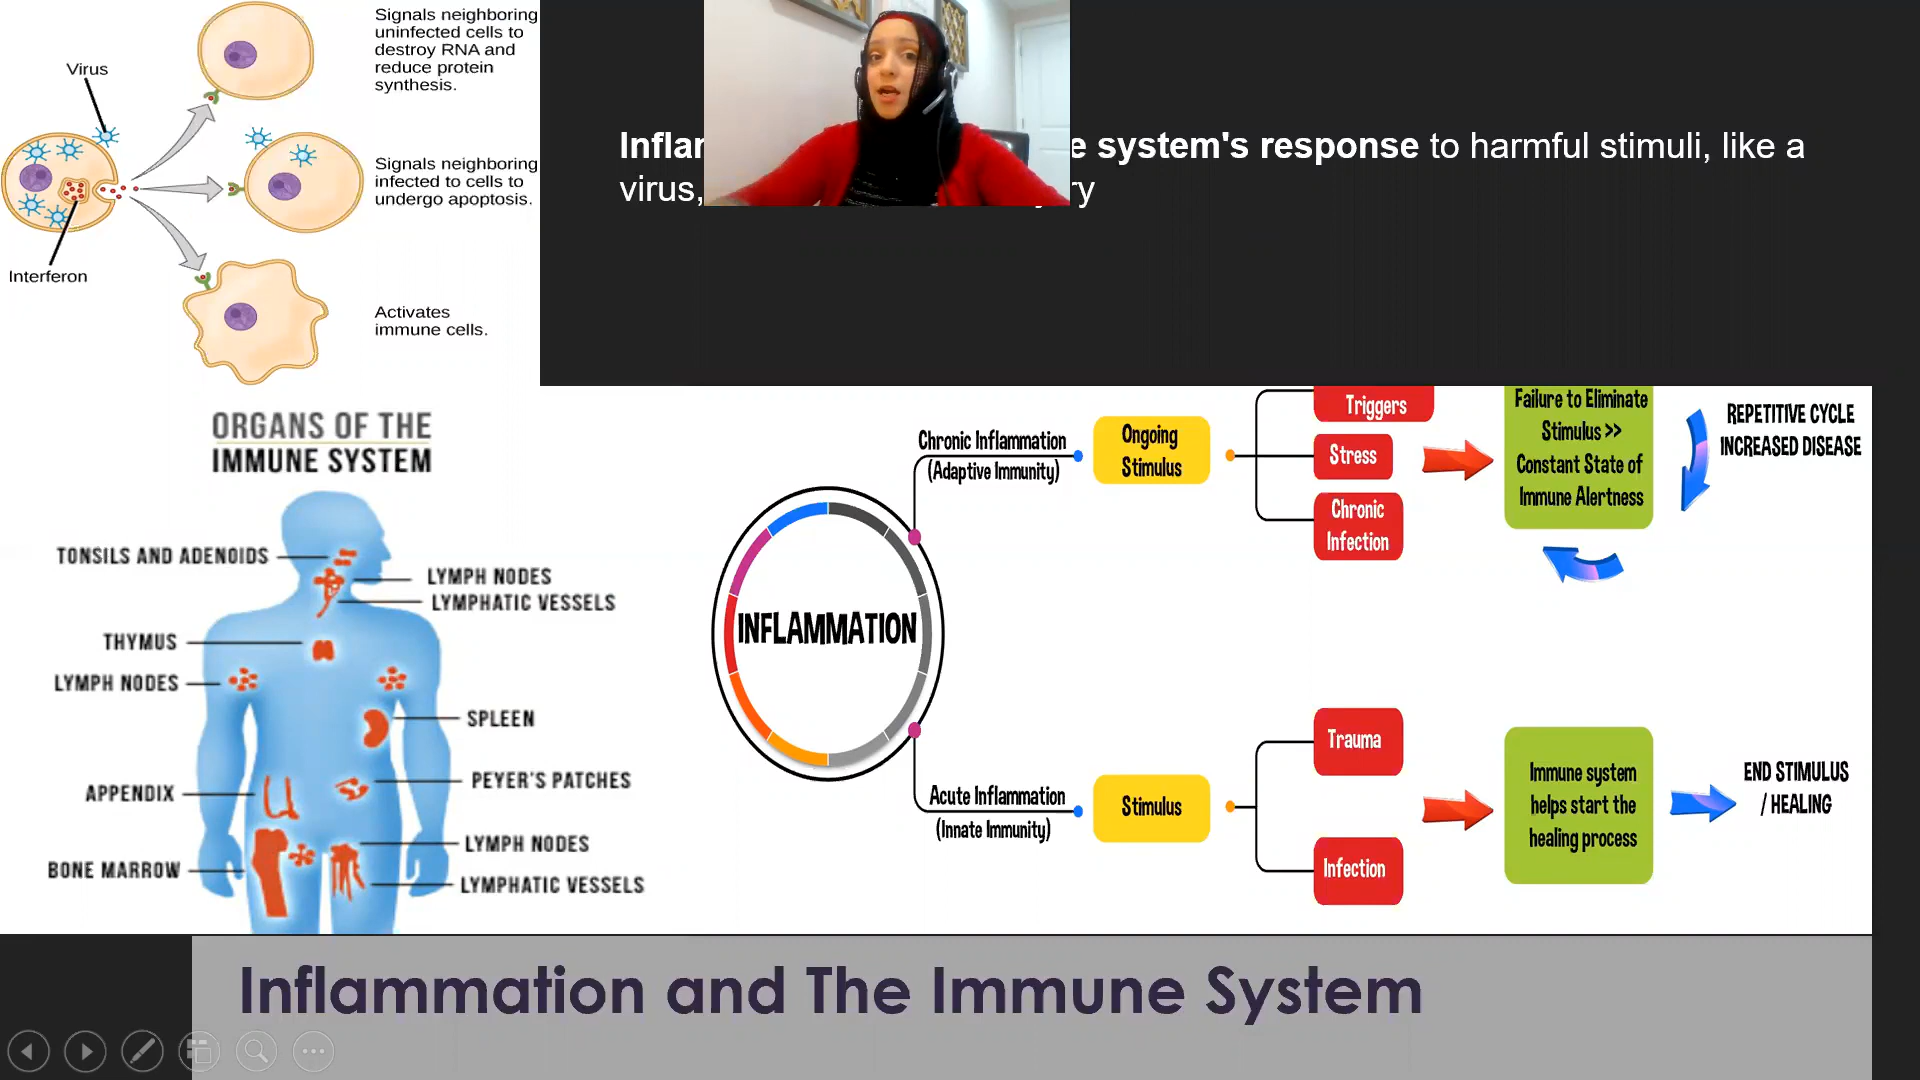 Signals neighboring
uninfected cells to
destroy RNA and
reduce protein
synthesis.
Virus
Signals neighboring
infected to cells to
undergo apoptosis.
Interferon
Activates
immune cells.
e system's response to harmful stimuli, like a
virus,
ORGANS OF THE
IMMUNE SYSTEM
TONSILS AND ADENOIDS
LYMPH NODES
LYMPHATIC VESSELS
THYMUS
LYMPH NODES
SPLEEN
PEYER'S PATCHES
APPENDIX
LYMPH NODES
BONE MARROW
LYMPHATIC VESSELS
INFLAMMATION
Chronic Inflammation
(Adaptive Immunity)
Ongoing
Stimulus
Triggers
Stress
Chronic
Infection
Failure to Eliminate
Stimulus >>
Constant State of
Immune Alertness
REPETITIVE CYCLE
INCREASED DISEASE
Acute Inflammation
(Innate Immunity)
Stimulus
Trauma
Infection
Immune system
helps start the
healing process
END STIMULUS
/ HEALING
Inflammation and The Immune System